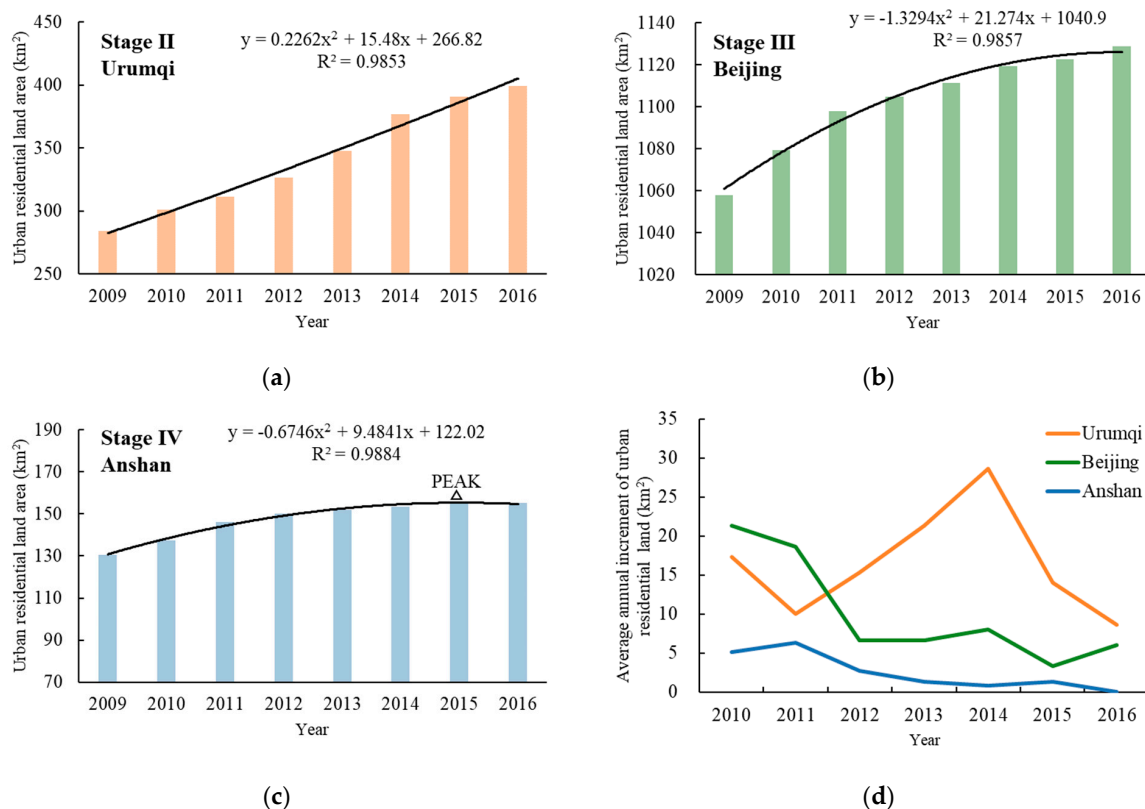 Stage II
Urumqi
y = 0.2262x² + 15.48x + 266.82
R² = 0.9853
Urban residential land area (km²)
450
400
350
300
250
2009 2010 2011 2012 2013 2014 2015 2016
Year
(a)
Stage III
Beijing
y = -1.3294x² + 21.274x + 1040.9
R² = 0.9857
Urban residential land area (km²)
1140
1120
1100
1080
1060
1040
1020
2009 2010 2011 2012 2013 2014 2015 2016
Year
(b)
Stage IV
Anshan
y = -0.6746x² + 9.4841x + 122.02
R² = 0.9884
PEAK
Urban residential land area (km²)
190
170
150
130
110
90
70
2009 2010 2011 2012 2013 2014 2015 2016
Year
(c)
Urumqi
Beijing
Anshan
Average annual increment of urban
residential land (km²)
35
30
25
20
15
10
5
0
2010 2011 2012 2013 2014 2015 2016
Year
(d)